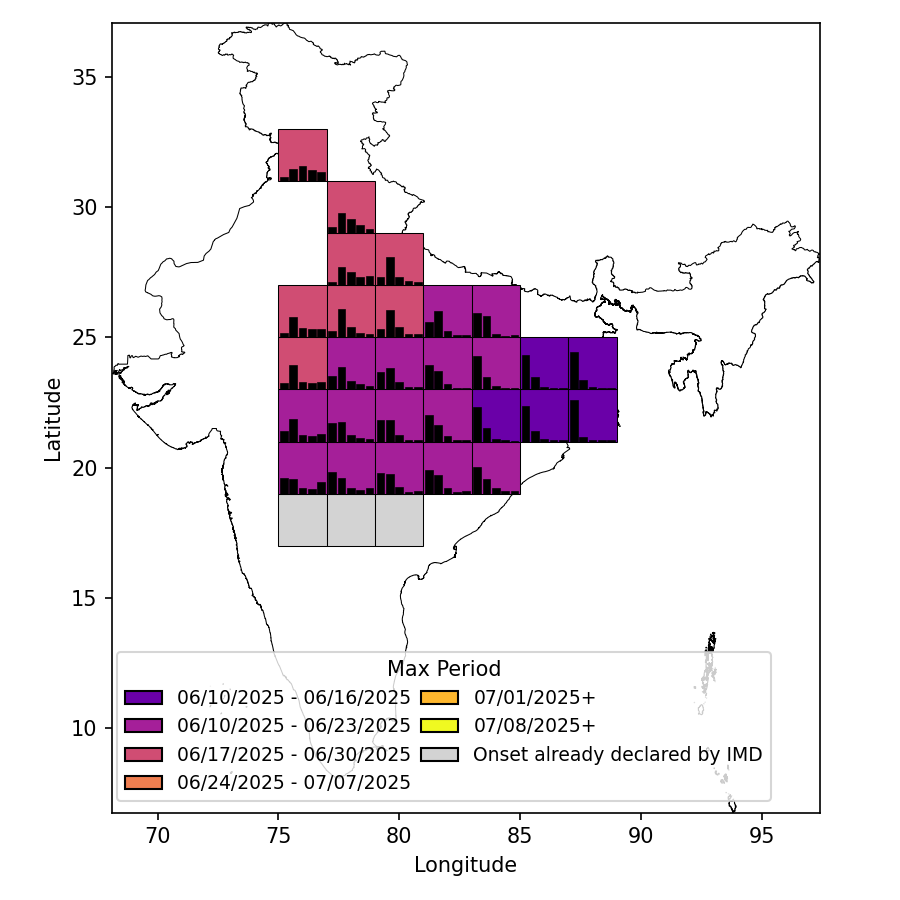 35
30
25
20
15
10
Latitude
Max Period
06/10/2025 - 06/16/2025
06/10/2025 - 06/23/2025
06/17/2025 - 06/30/2025
06/24/2025 - 07/07/2025
07/01/2025+
07/08/2025+
Onset already declared by IMD
70 75 80 85 90 95
Longitude